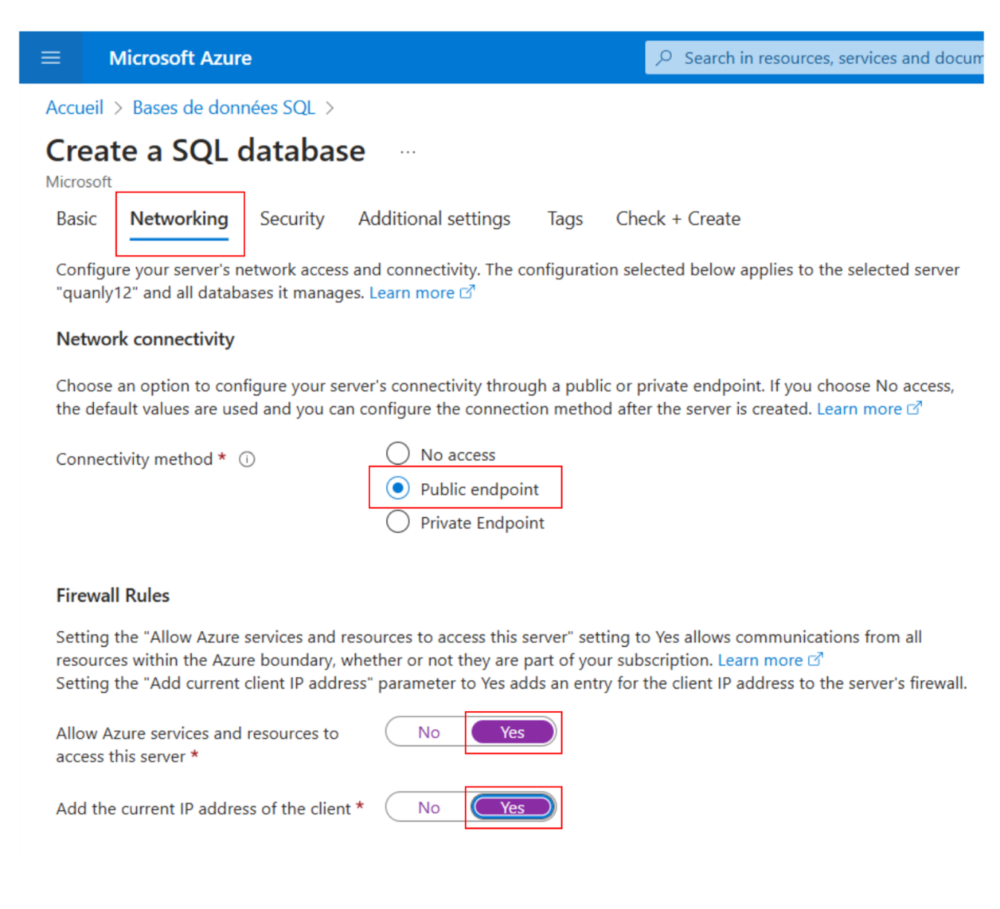 Microsoft Azure
Search in resources, services and docum
Accueil > Bases de données SQL >
Create a SQL database ...
Microsoft
Basic Networking Security Additional settings Tags Check + Create
Configure your server's network access and connectivity. The configuration selected below applies to the selected server
"quanly12" and all databases it manages. Learn more
Network connectivity
Choose an option to configure your server's connectivity through a public or private endpoint. If you choose No access,
the default values are used and you can configure the connection method after the server is created. Learn more
Connectivity method *
No access
Public endpoint
Private Endpoint
Firewall Rules
Setting the "Allow Azure services and resources to access this server" setting to Yes allows communications from all
resources within the Azure boundary, whether or not they are part of your subscription. Learn more
Setting the "Add current client IP address" parameter to Yes adds an entry for the client IP address to the server's firewall.
Allow Azure services and resources to
access this server *
No Yes
Add the current IP address of the client *
No Yes